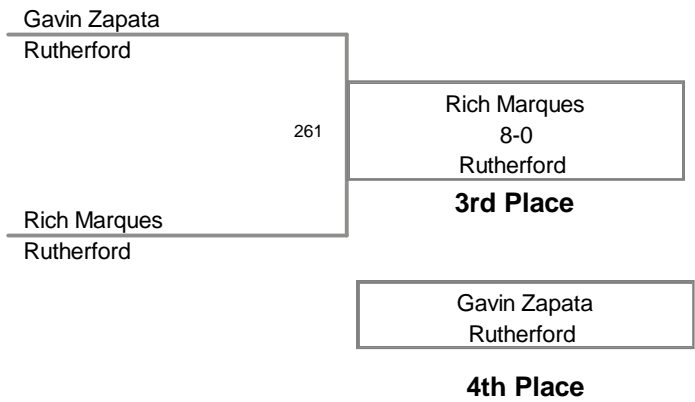 Gavin Zapata
Rutherford
261
Rich Marques
8-0
Rutherford
3rd Place
Rich Marques
Rutherford
Gavin Zapata
Rutherford
4th Place